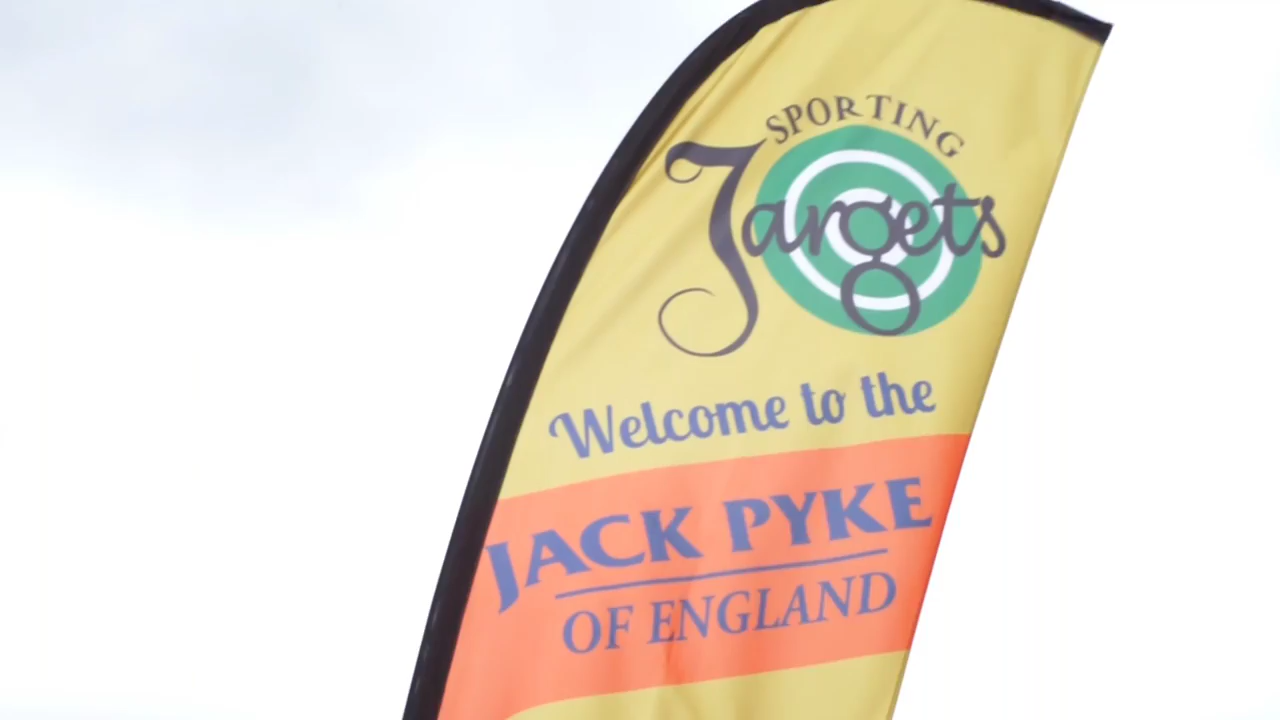 SPORTING
Targets
Welcome to the
JACK PYKE
OF ENGLAND